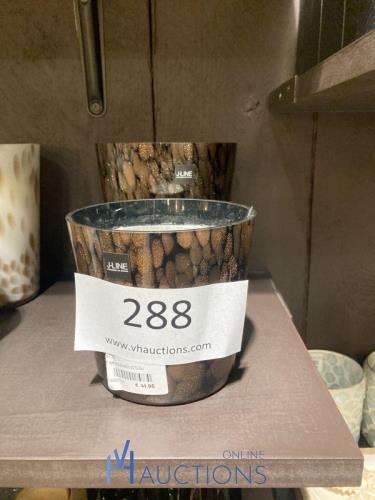 J-LINE
J-LINE
288
www.vhauctions.com
€ 44,95
VH ONLINE
AUCTIONS